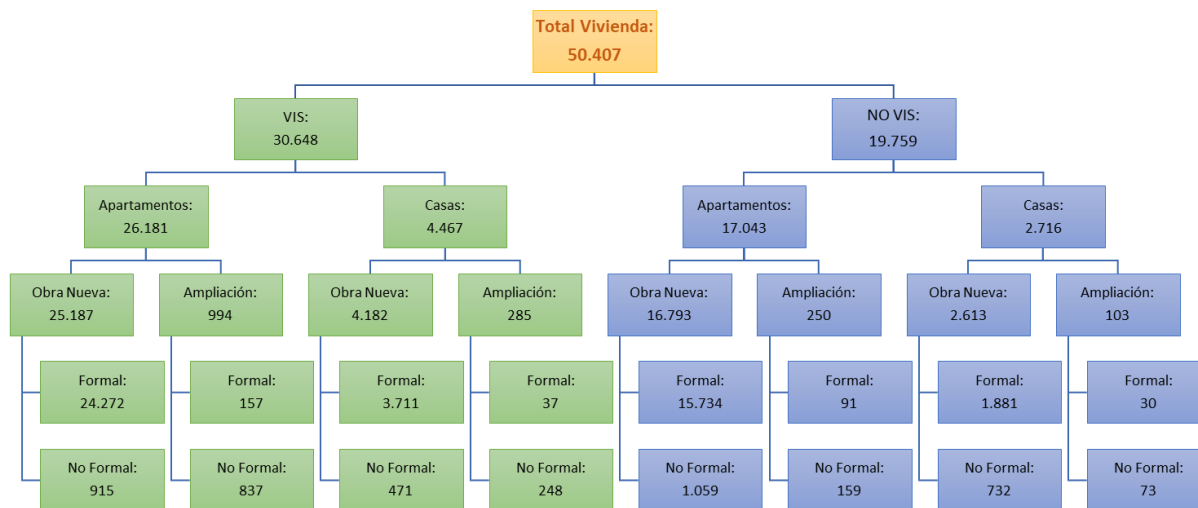 Total Vivienda:
50.407
VIS:
30.648
NO VIS:
19.759
Apartamentos:
26.181
Casas:
4.467
Apartamentos:
17.043
Casas:
2.716
Obra Nueva:
25.187
Ampliación:
994
Obra Nueva:
4.182
Ampliación:
285
Obra Nueva:
16.793
Ampliación:
250
Obra Nueva:
2.613
Ampliación:
103
Formal:
24.272
Formal:
157
Formal:
3.711
Formal:
37
Formal:
15.734
Formal:
91
Formal:
1.881
Formal:
30
No Formal:
915
No Formal:
837
No Formal:
471
No Formal:
248
No Formal:
1.059
No Formal:
159
No Formal:
732
No Formal:
73